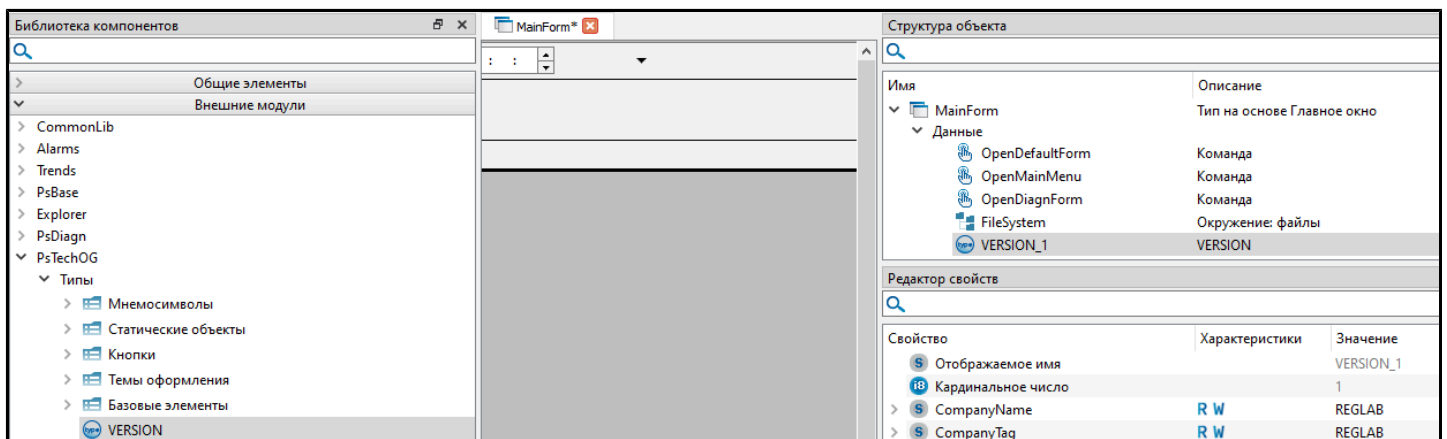 Библиотека компонентов
Общие элементы
Внешние модули
CommonLib
Alarms
Trends
PsBase
Explorer
PsDiagn
PsTechOG
Типы
Мнемосимволы
Статические объекты
Кнопки
Темы оформления
Базовые элементы
type VERSION
MainForm*
: :
Структура объекта
Имя Описание
MainForm Тип на основе Главное окно
Данные
OpenDefaultForm Команда
OpenMainMenu Команда
OpenDiagnForm Команда
FileSystem Окружение: файлы
type VERSION_1 VERSION
Редактор свойств
Свойство Характеристики Значение
S Отображаемое имя VERSION_1
i8 Кардинальное число 1
S CompanyName R W REGLAB
S CompanyTag R W REGLAB